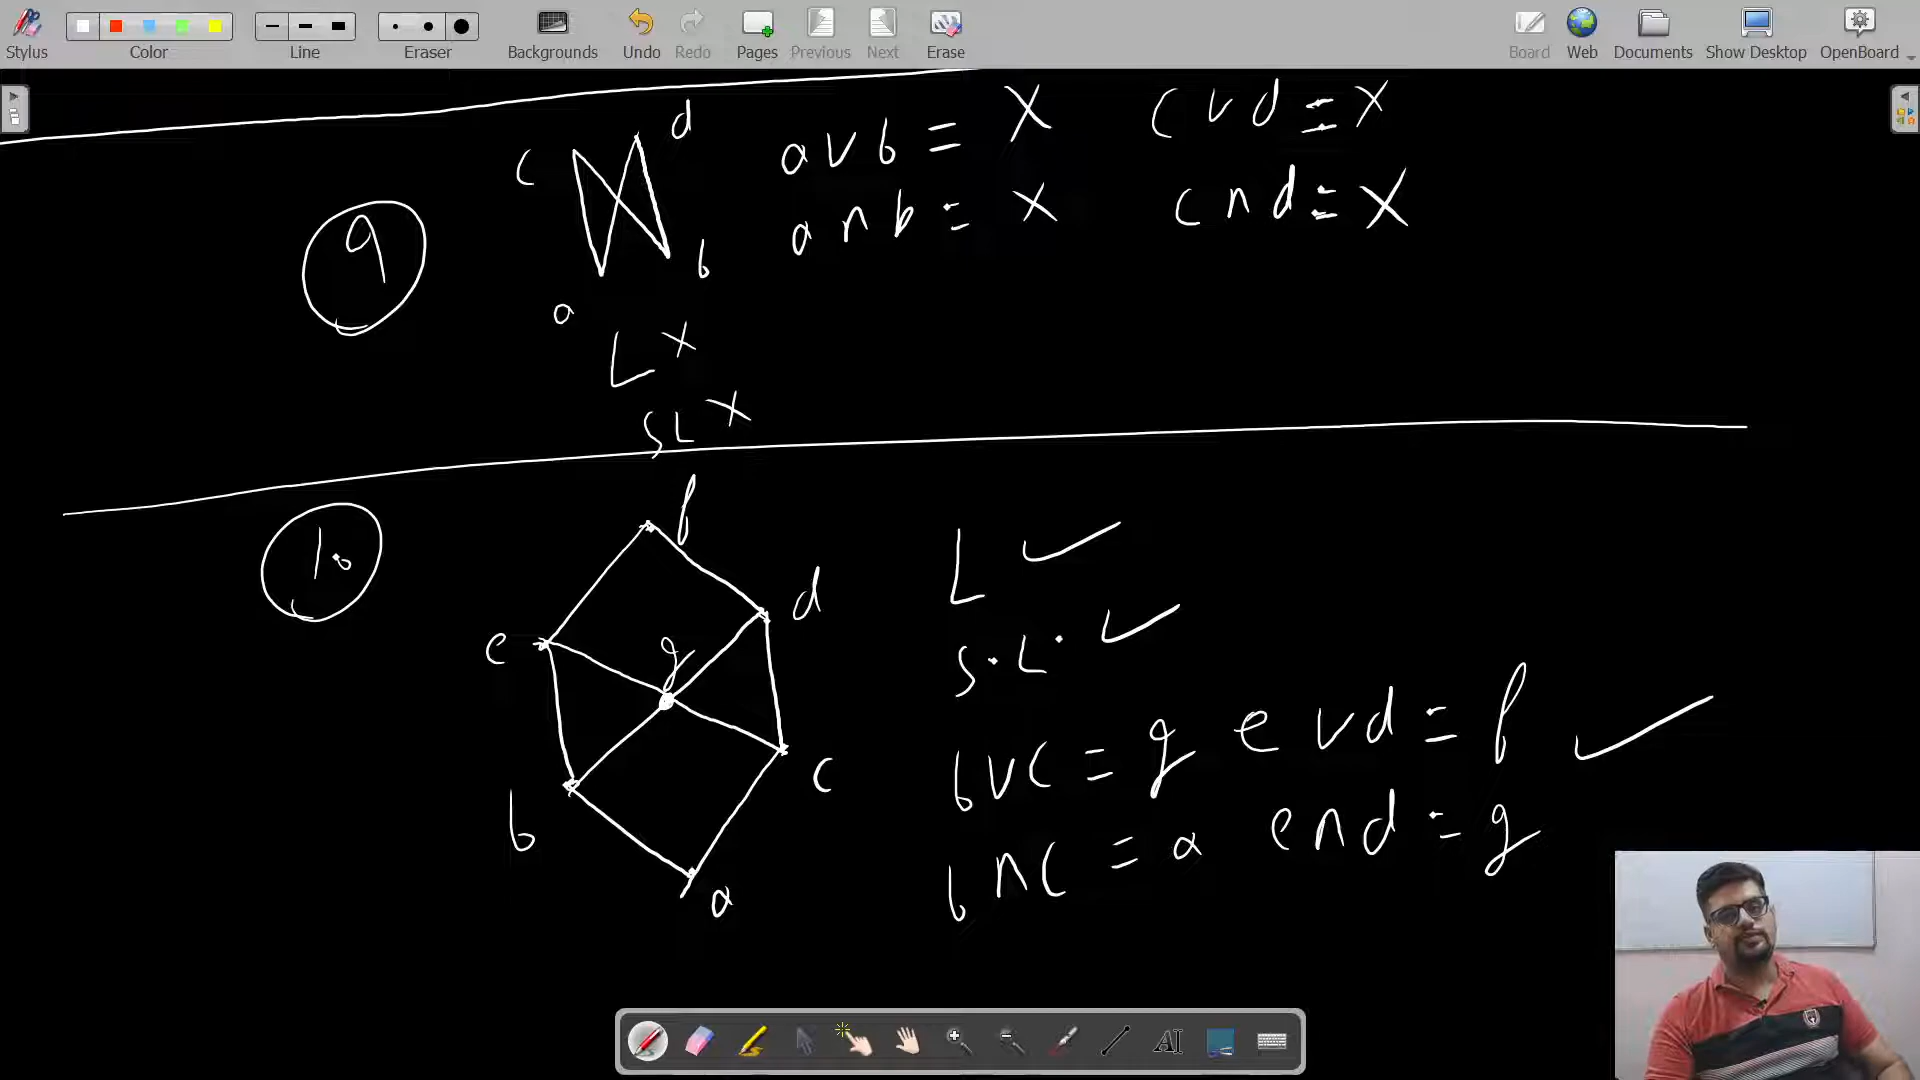 Stylus Color Line Eraser Backgrounds Undo Redo Pages Previous Next Erase Board Web Documents Show Desktop OpenBoard
9
c d
a b
a v b = X c v d = X
a n b = X c n d = X
L X
SL X
10
f
e d
g
b c
a
L ✓
S.L. ✓
b v c = g e v d = f ✓
b n c = a e n d = g
AI